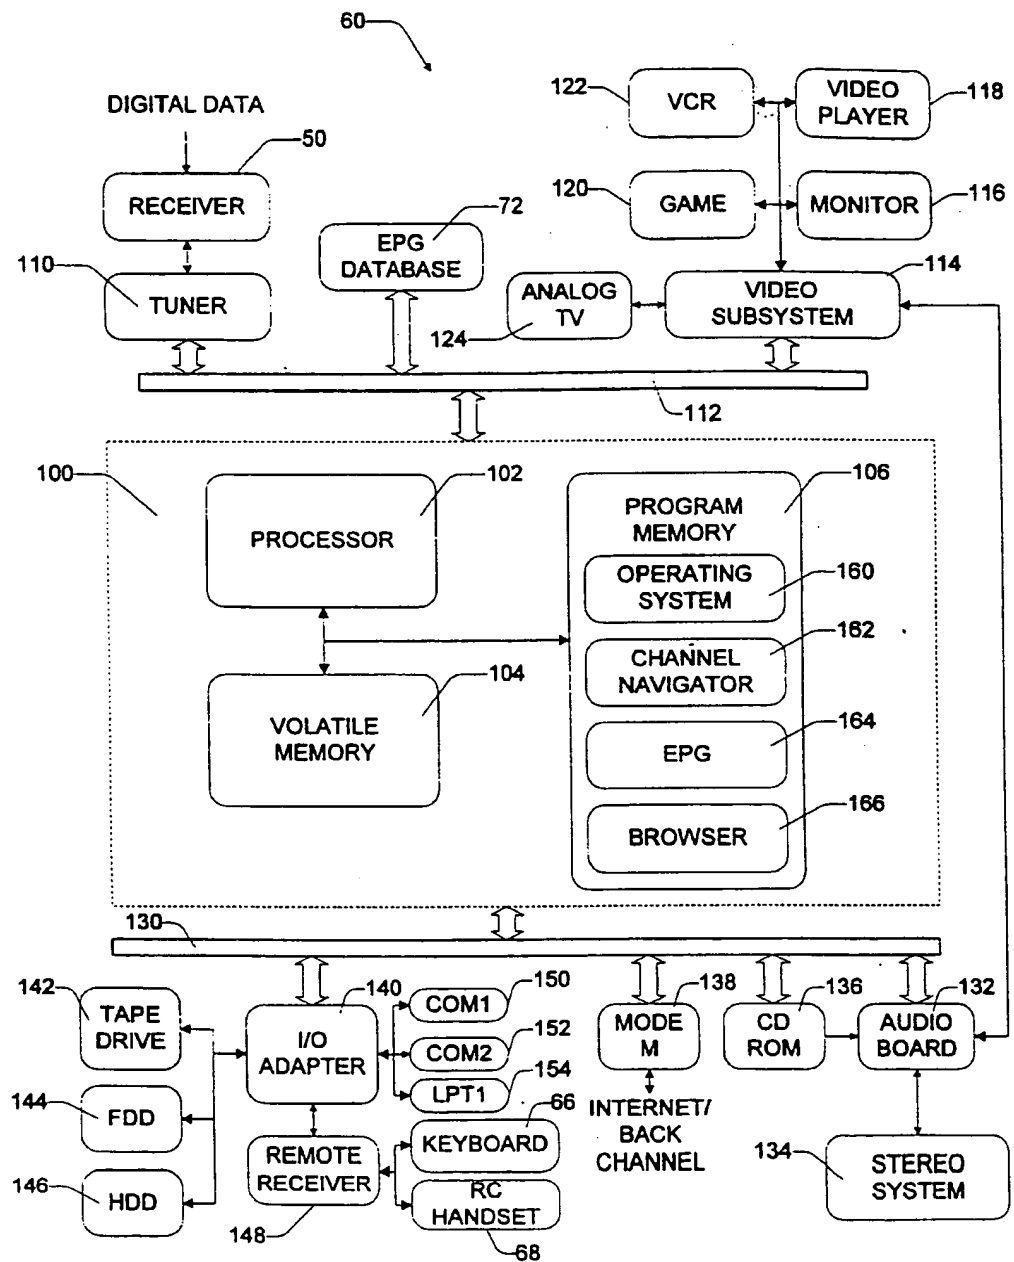 60
DIGITAL DATA
122
VCR
VIDEO
PLAYER
118
50
RECEIVER
120
GAME
MONITOR
116
72
EPG
DATABASE
110
TUNER
ANALOG
TV
124
VIDEO
SUBSYSTEM
114
112
100
102
PROCESSOR
106
PROGRAM
MEMORY
OPERATING
SYSTEM
160
CHANNEL
NAVIGATOR
162
104
VOLATILE
MEMORY
EPG
164
BROWSER
166
130
142
TAPE
DRIVE
140
I/O
ADAPTER
COM1
150
COM2
152
LPT1
154
138
MODE
M
136
CD
ROM
132
AUDIO
BOARD
144
FDD
66
KEYBOARD
INTERNET/
BACK
CHANNEL
REMOTE
RECEIVER
148
146
HDD
RC
HANDSET
68
134
STEREO
SYSTEM